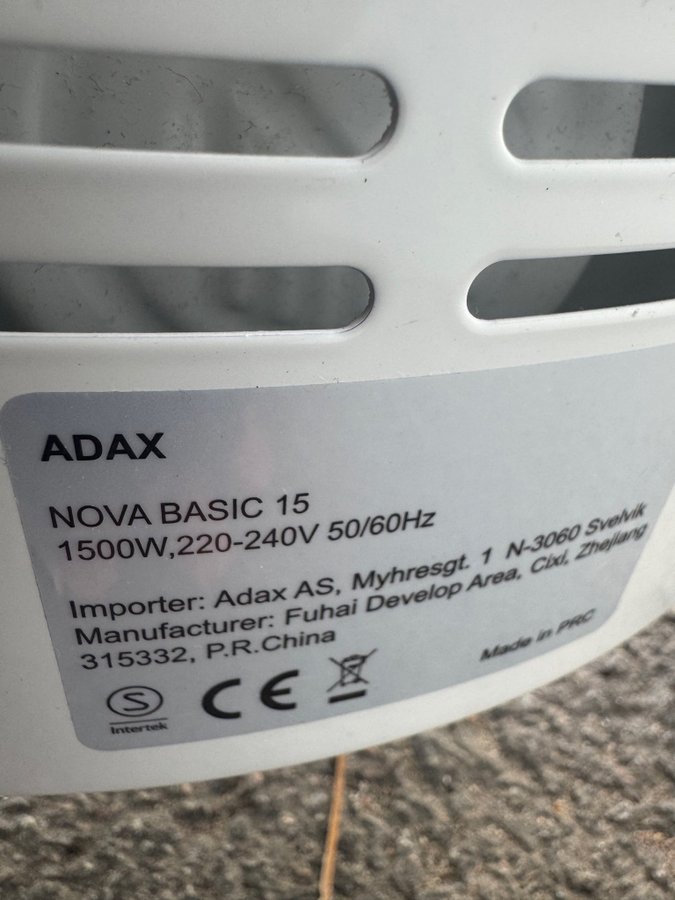 ADAX
NOVA BASIC 15
1500W,220-240V 50/60Hz
Importer: Adax AS, Myhresgt. 1 N-3060 Svelvik
Manufacturer: Fuhai Develop Area, Cixi, Zhejiang
315332, P.R.China
Made in PRC
S
Intertek
CE